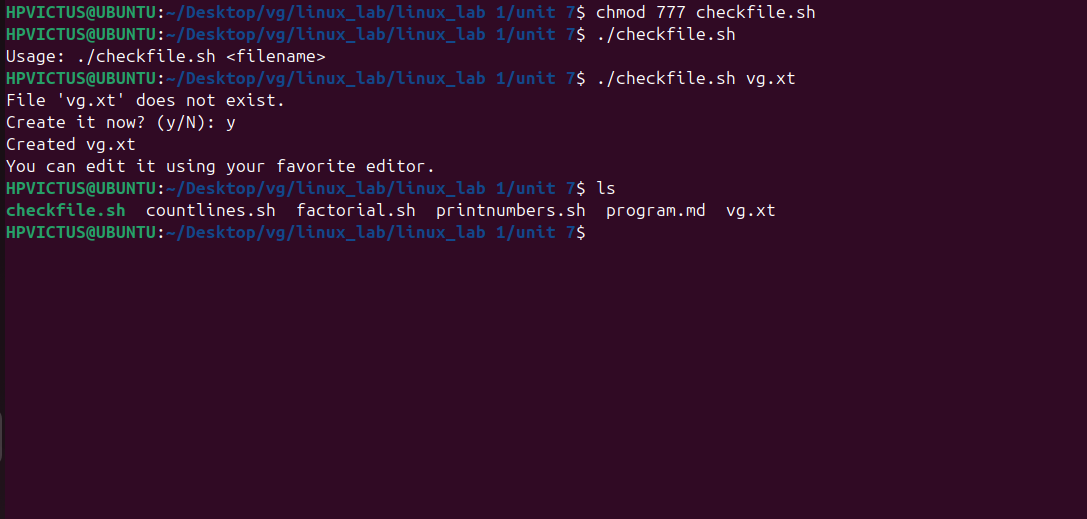 HPVICTUS@UBUNTU:~/Desktop/vg/linux_lab/linux_lab 1/unit 7$ chmod 777 checkfile.sh
HPVICTUS@UBUNTU:~/Desktop/vg/linux_lab/linux_lab 1/unit 7$ ./checkfile.sh
Usage: ./checkfile.sh <filename>
HPVICTUS@UBUNTU:~/Desktop/vg/linux_lab/linux_lab 1/unit 7$ ./checkfile.sh vg.xt
File 'vg.xt' does not exist.
Create it now? (y/N): y
Created vg.xt
You can edit it using your favorite editor.
HPVICTUS@UBUNTU:~/Desktop/vg/linux_lab/linux_lab 1/unit 7$ ls
checkfile.sh  countlines.sh  factorial.sh  printnumbers.sh  program.md  vg.xt
HPVICTUS@UBUNTU:~/Desktop/vg/linux_lab/linux_lab 1/unit 7$